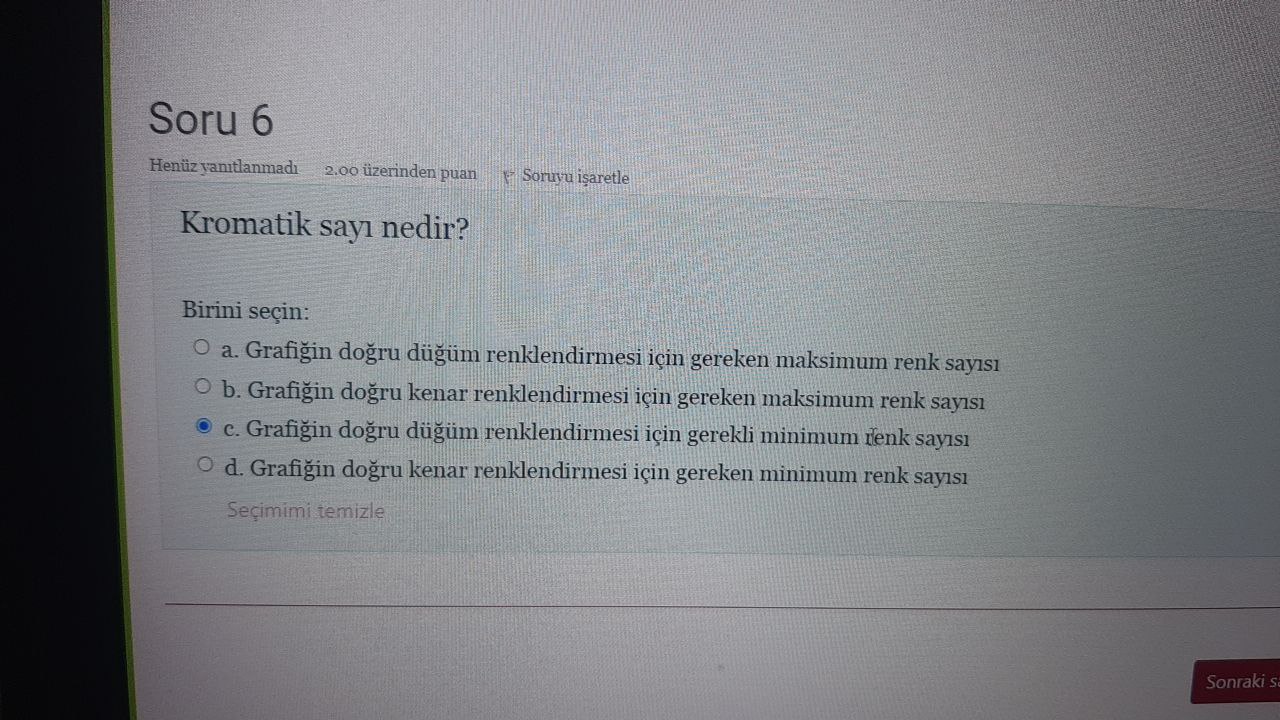 Soru 6
Henüz yanıtlanmadı 2.00 üzerinden puan Soruyu işaretle
Kromatik sayı nedir?
Birini seçin:
a. Grafiğin doğru düğüm renklendirmesi için gereken maksimum renk sayısı
b. Grafiğin doğru kenar renklendirmesi için gereken maksimum renk sayısı
c. Grafiğin doğru düğüm renklendirmesi için gerekli minimum renk sayısı
d. Grafiğin doğru kenar renklendirmesi için gereken minimum renk sayısı
Seçimimi temizle
Sonraki